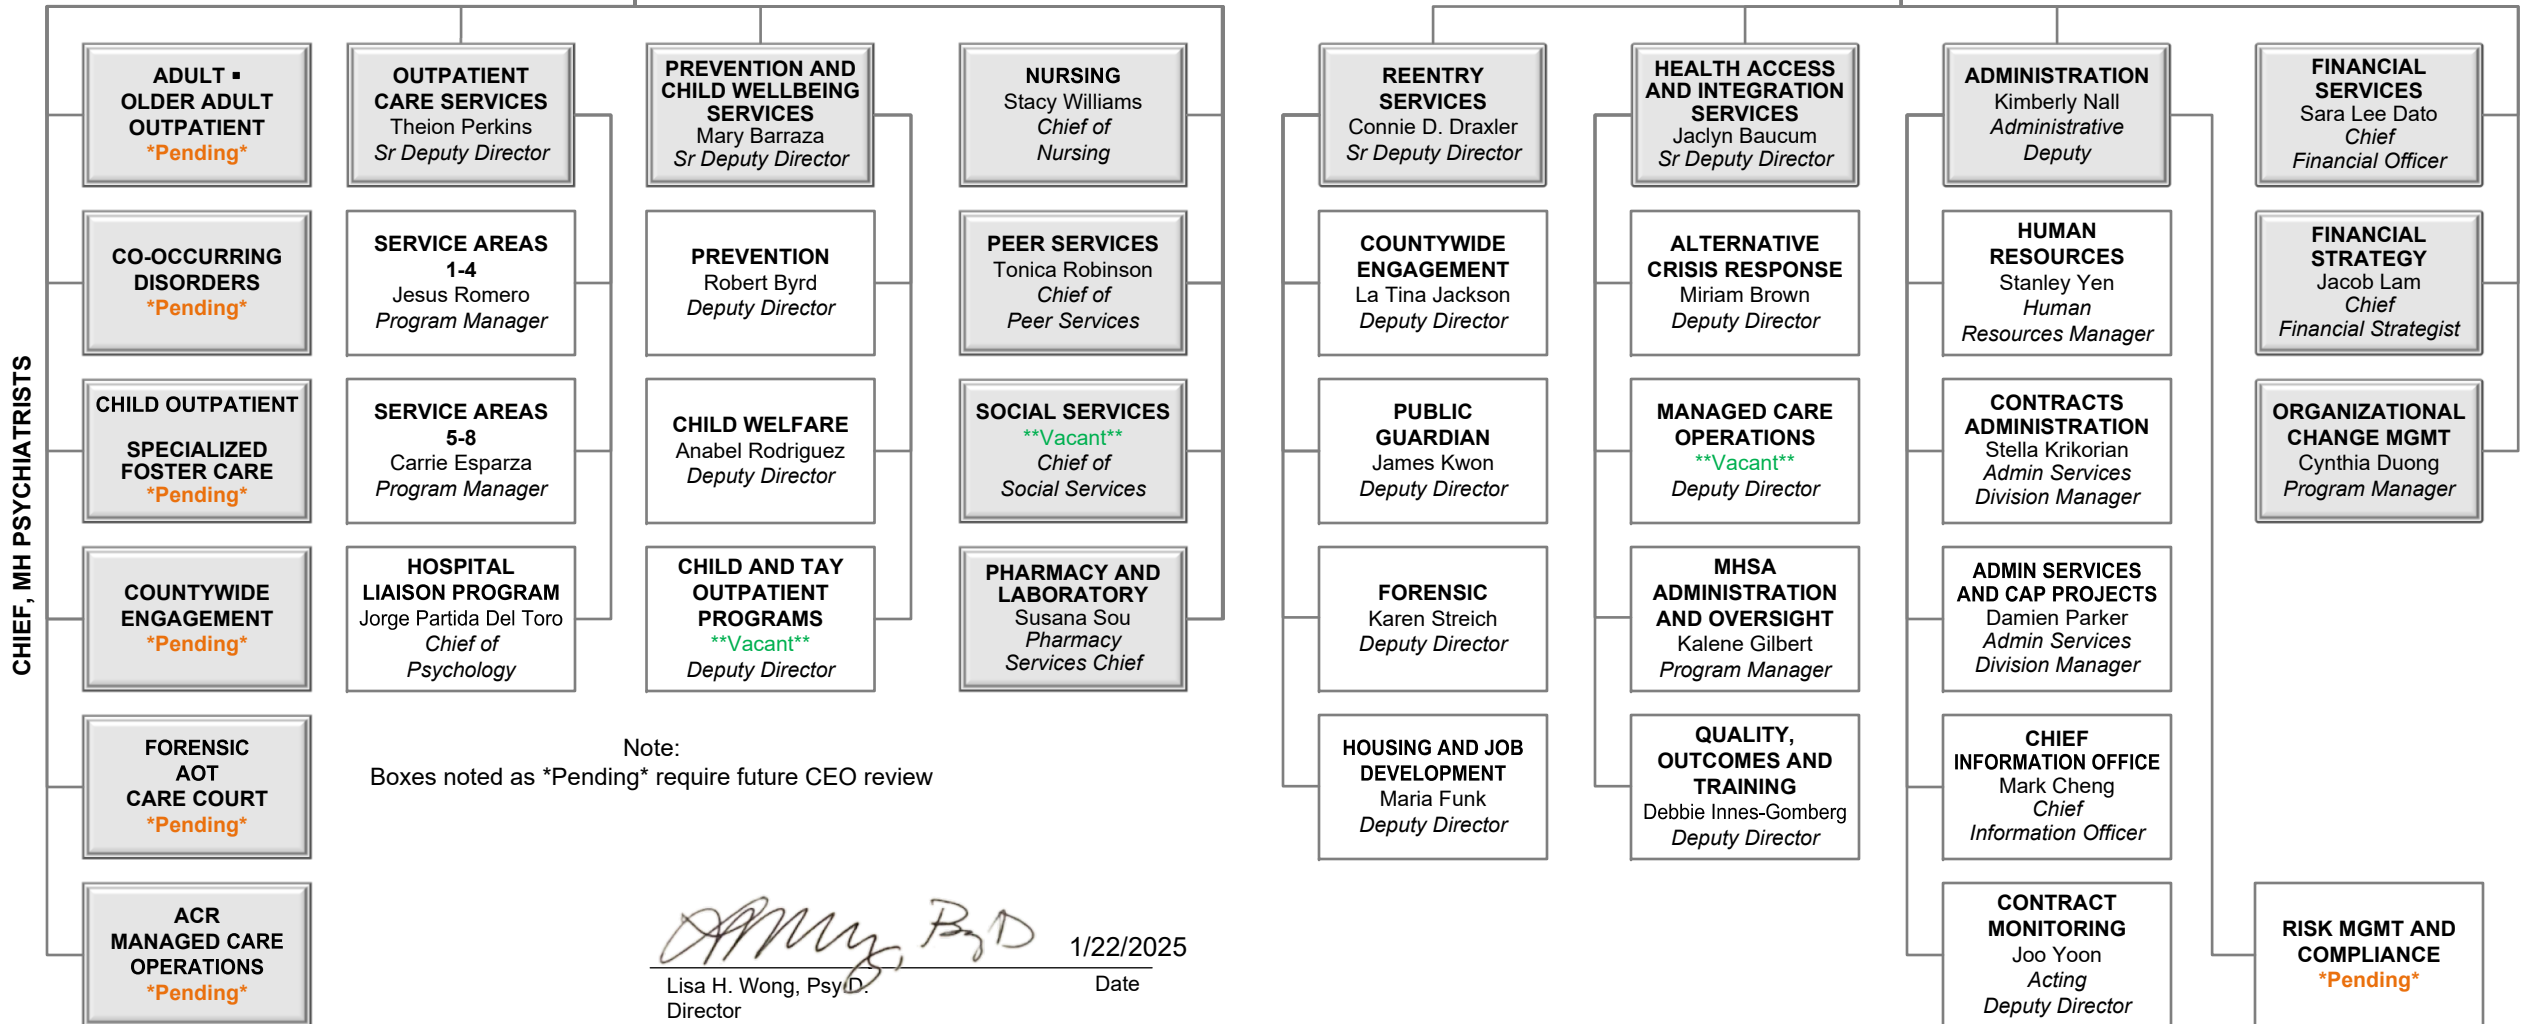 CHIEF, MH PSYCHIATRISTS
ADULT ▪
OLDER ADULT
OUTPATIENT
*Pending*
CO-OCCURRING
DISORDERS
*Pending*
CHILD OUTPATIENT
SPECIALIZED
FOSTER CARE
*Pending*
COUNTYWIDE
ENGAGEMENT
*Pending*
FORENSIC
AOT
CARE COURT
*Pending*
ACR
MANAGED CARE
OPERATIONS
*Pending*
OUTPATIENT
CARE SERVICES
Theion Perkins
Sr Deputy Director
SERVICE AREAS
1-4
Jesus Romero
Program Manager
SERVICE AREAS
5-8
Carrie Esparza
Program Manager
HOSPITAL
LIAISON PROGRAM
Jorge Partida Del Toro
Chief of
Psychology
PREVENTION AND
CHILD WELLBEING
SERVICES
Mary Barraza
Sr Deputy Director
PREVENTION
Robert Byrd
Deputy Director
CHILD WELFARE
Anabel Rodriguez
Deputy Director
CHILD AND TAY
OUTPATIENT
PROGRAMS
**Vacant**
Deputy Director
NURSING
Stacy Williams
Chief of
Nursing
PEER SERVICES
Tonica Robinson
Chief of
Peer Services
SOCIAL SERVICES
**Vacant**
Chief of
Social Services
PHARMACY AND
LABORATORY
Susana Sou
Pharmacy
Services Chief
Note:
Boxes noted as *Pending* require future CEO review
1/22/2025
Lisa H. Wong, Psy.D.
Director
Date
REENTRY
SERVICES
Connie D. Draxler
Sr Deputy Director
COUNTYWIDE
ENGAGEMENT
La Tina Jackson
Deputy Director
PUBLIC
GUARDIAN
James Kwon
Deputy Director
FORENSIC
Karen Streich
Deputy Director
HOUSING AND JOB
DEVELOPMENT
Maria Funk
Deputy Director
HEALTH ACCESS
AND INTEGRATION
SERVICES
Jaclyn Baucum
Sr Deputy Director
ALTERNATIVE
CRISIS RESPONSE
Miriam Brown
Deputy Director
MANAGED CARE
OPERATIONS
**Vacant**
Deputy Director
MHSA
ADMINISTRATION
AND OVERSIGHT
Kalene Gilbert
Program Manager
QUALITY,
OUTCOMES AND
TRAINING
Debbie Innes-Gomberg
Deputy Director
ADMINISTRATION
Kimberly Nall
Administrative
Deputy
HUMAN
RESOURCES
Stanley Yen
Human
Resources Manager
CONTRACTS
ADMINISTRATION
Stella Krikorian
Admin Services
Division Manager
ADMIN SERVICES
AND CAP PROJECTS
Damien Parker
Admin Services
Division Manager
CHIEF
INFORMATION OFFICE
Mark Cheng
Chief
Information Officer
CONTRACT
MONITORING
Joo Yoon
Acting
Deputy Director
FINANCIAL
SERVICES
Sara Lee Dato
Chief
Financial Officer
FINANCIAL
STRATEGY
Jacob Lam
Chief
Financial Strategist
ORGANIZATIONAL
CHANGE MGMT
Cynthia Duong
Program Manager
RISK MGMT AND
COMPLIANCE
*Pending*